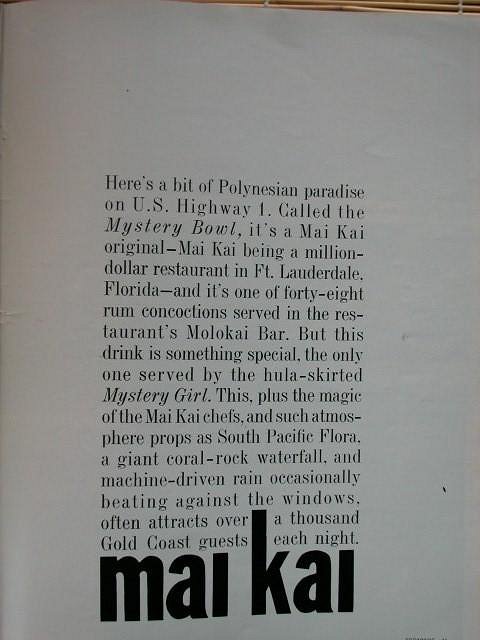 Here's a bit of Polynesian paradise
on U.S. Highway 1. Called the
Mystery Bowl, it's a Mai Kai
original—Mai Kai being a million-
dollar restaurant in Ft. Lauderdale,
Florida—and it's one of forty-eight
rum concoctions served in the res-
taurant's Molokai Bar. But this
drink is something special, the only
one served by the hula-skirted
Mystery Girl. This, plus the magic
of the Mai Kai chefs, and such atmos-
phere props as South Pacific Flora,
a giant coral-rock waterfall, and
machine-driven rain occasionally
beating against the windows,
often attracts over a thousand
Gold Coast guests each night.
mai kai